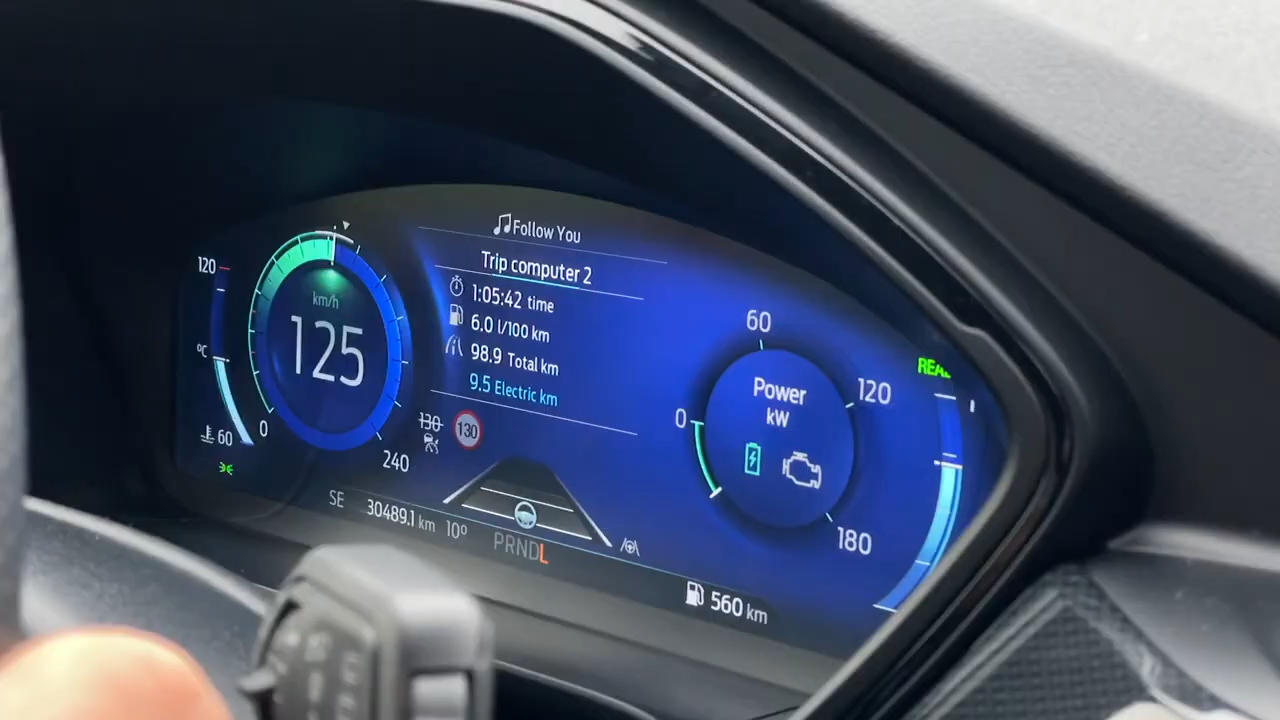 Follow You
Trip computer 2
1:05:42 time
6.0 l/100 km
98.9 Total km
9.5 Electric km
120
°C
60
km/h
125
0
240
130
130
60
0
120
180
Power
kW
SE
30489.1 km
10°
PRNDL
560 km